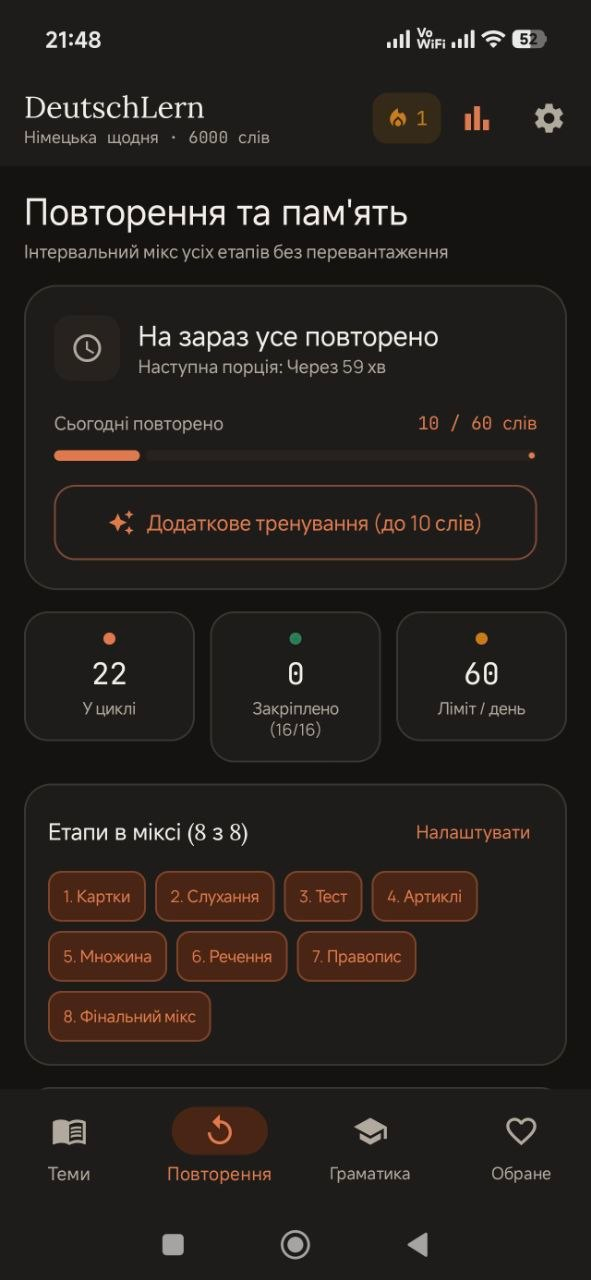 21:48
Vo
WiFi
52
DeutschLern
Німецька щодня · 6000 слів
1
Повторення та пам'ять
Інтервальний мікс усіх етапів без перевантаження
На зараз усе повторено
Наступна порція: Через 59 хв
Сьогодні повторено
10 / 60 слів
Додаткове тренування (до 10 слів)
22
У циклі
0
Закріплено
(16/16)
60
Ліміт / день
Етапи в міксі (8 з 8)
Налаштувати
1. Картки
2. Слухання
3. Тест
4. Артиклі
5. Множина
6. Речення
7. Правопис
8. Фінальний мікс
Теми
Повторення
Граматика
Обране